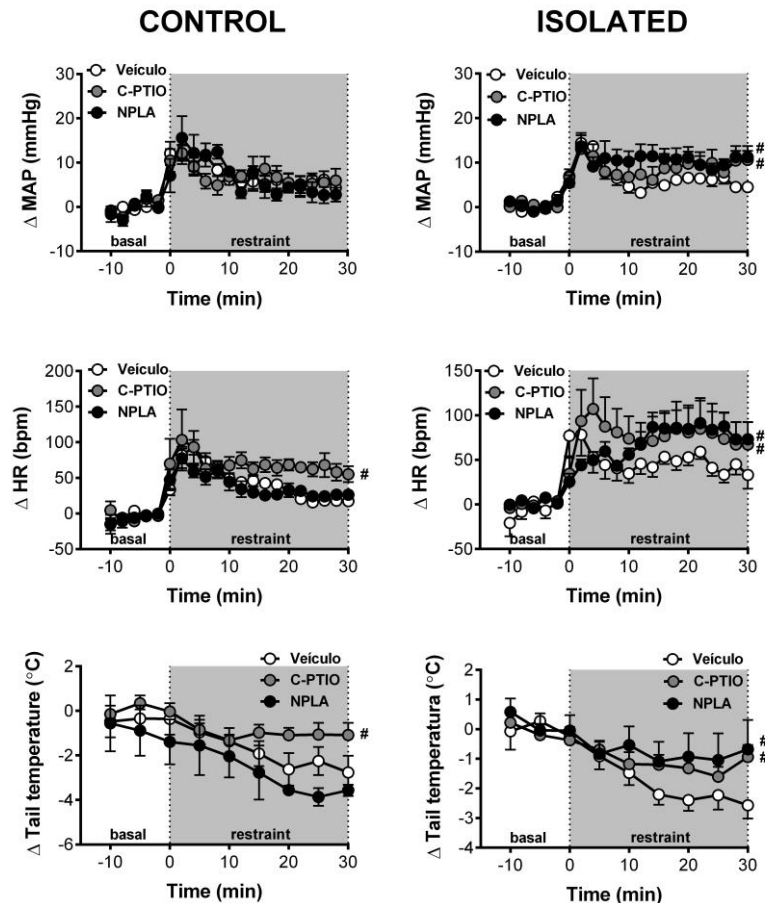 CONTROL
ISOLATED
Δ MAP (mmHg)
30
20
10
0
-10
Veículo
C-PTIO
NPLA
basal
restraint
-10
0
10
20
30
Time (min)
Δ MAP (mmHg)
30
20
10
0
-10
Veículo
C-PTIO
NPLA
#
#
basal
restraint
-10
0
10
20
30
Time (min)
Δ HR (bpm)
200
150
100
50
0
-50
Veículo
C-PTIO
NPLA
#
basal
restraint
-10
0
10
20
30
Time (min)
Δ HR (bpm)
150
100
50
0
-50
Veículo
C-PTIO
NPLA
#
#
basal
restraint
-10
0
10
20
30
Time (min)
Δ Tail temperature (°C)
2
0
-2
-4
-6
Veículo
C-PTIO
NPLA
#
basal
restraint
-10
0
10
20
30
Time (min)
Δ Tail temperatura (°C)
2
1
0
-1
-2
-3
-4
Veículo
C-PTIO
NPLA
#
#
basal
restraint
-10
0
10
20
30
Time (min)